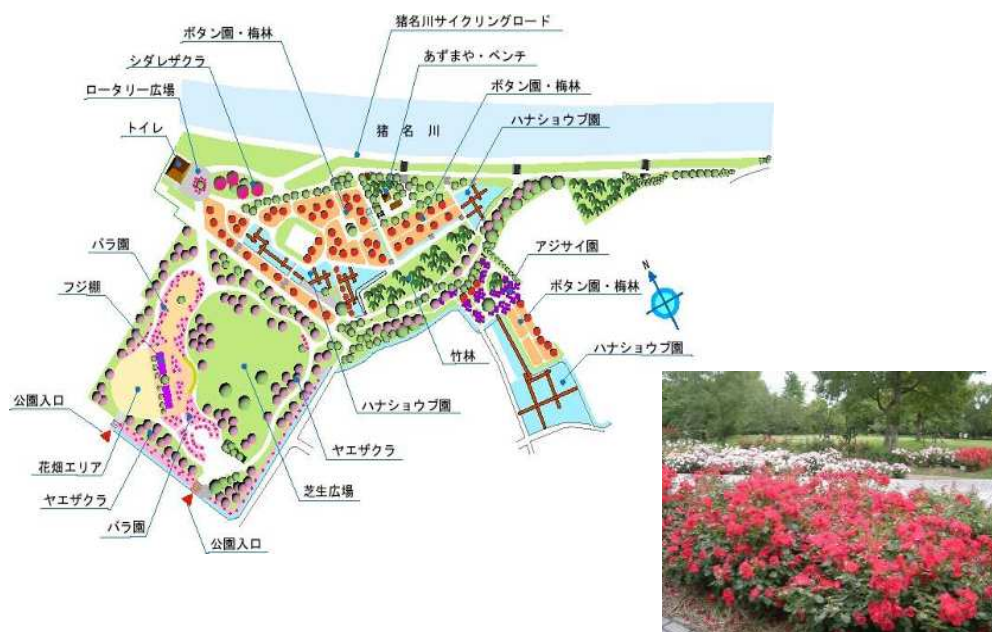 猪名川サイクリングロード
ボタン園・梅林
あずまや・ベンチ
シダレザクラ
ボタン園・梅林
ロータリー広場
ハナショウブ園
トイレ
猪名川
バラ園
アジサイ園
N
フジ棚
ボタン園・梅林
竹林
ハナショウブ園
公園入口
ハナショウブ園
ヤエザクラ
花畑エリア
ヤエザクラ
芝生広場
バラ園
公園入口